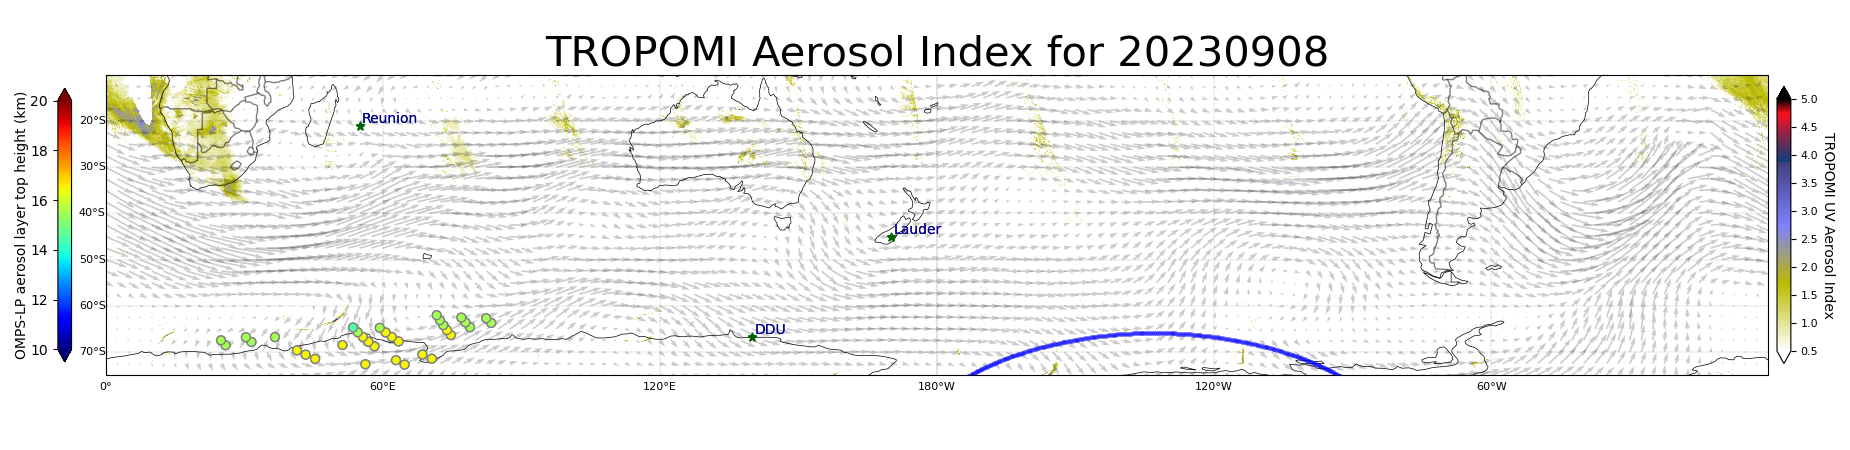 TROPOMI Aerosol Index for 20230908
OMPS-LP aerosol layer top height (km)
20
18
16
14
12
10
20°S
30°S
40°S
50°S
60°S
70°S
0°
60°E
120°E
180°W
120°W
60°W
Reunion
Lauder
DDU
5.0
4.5
4.0
3.5
3.0
2.5
2.0
1.5
1.0
0.5
TROPOMI UV Aerosol Index